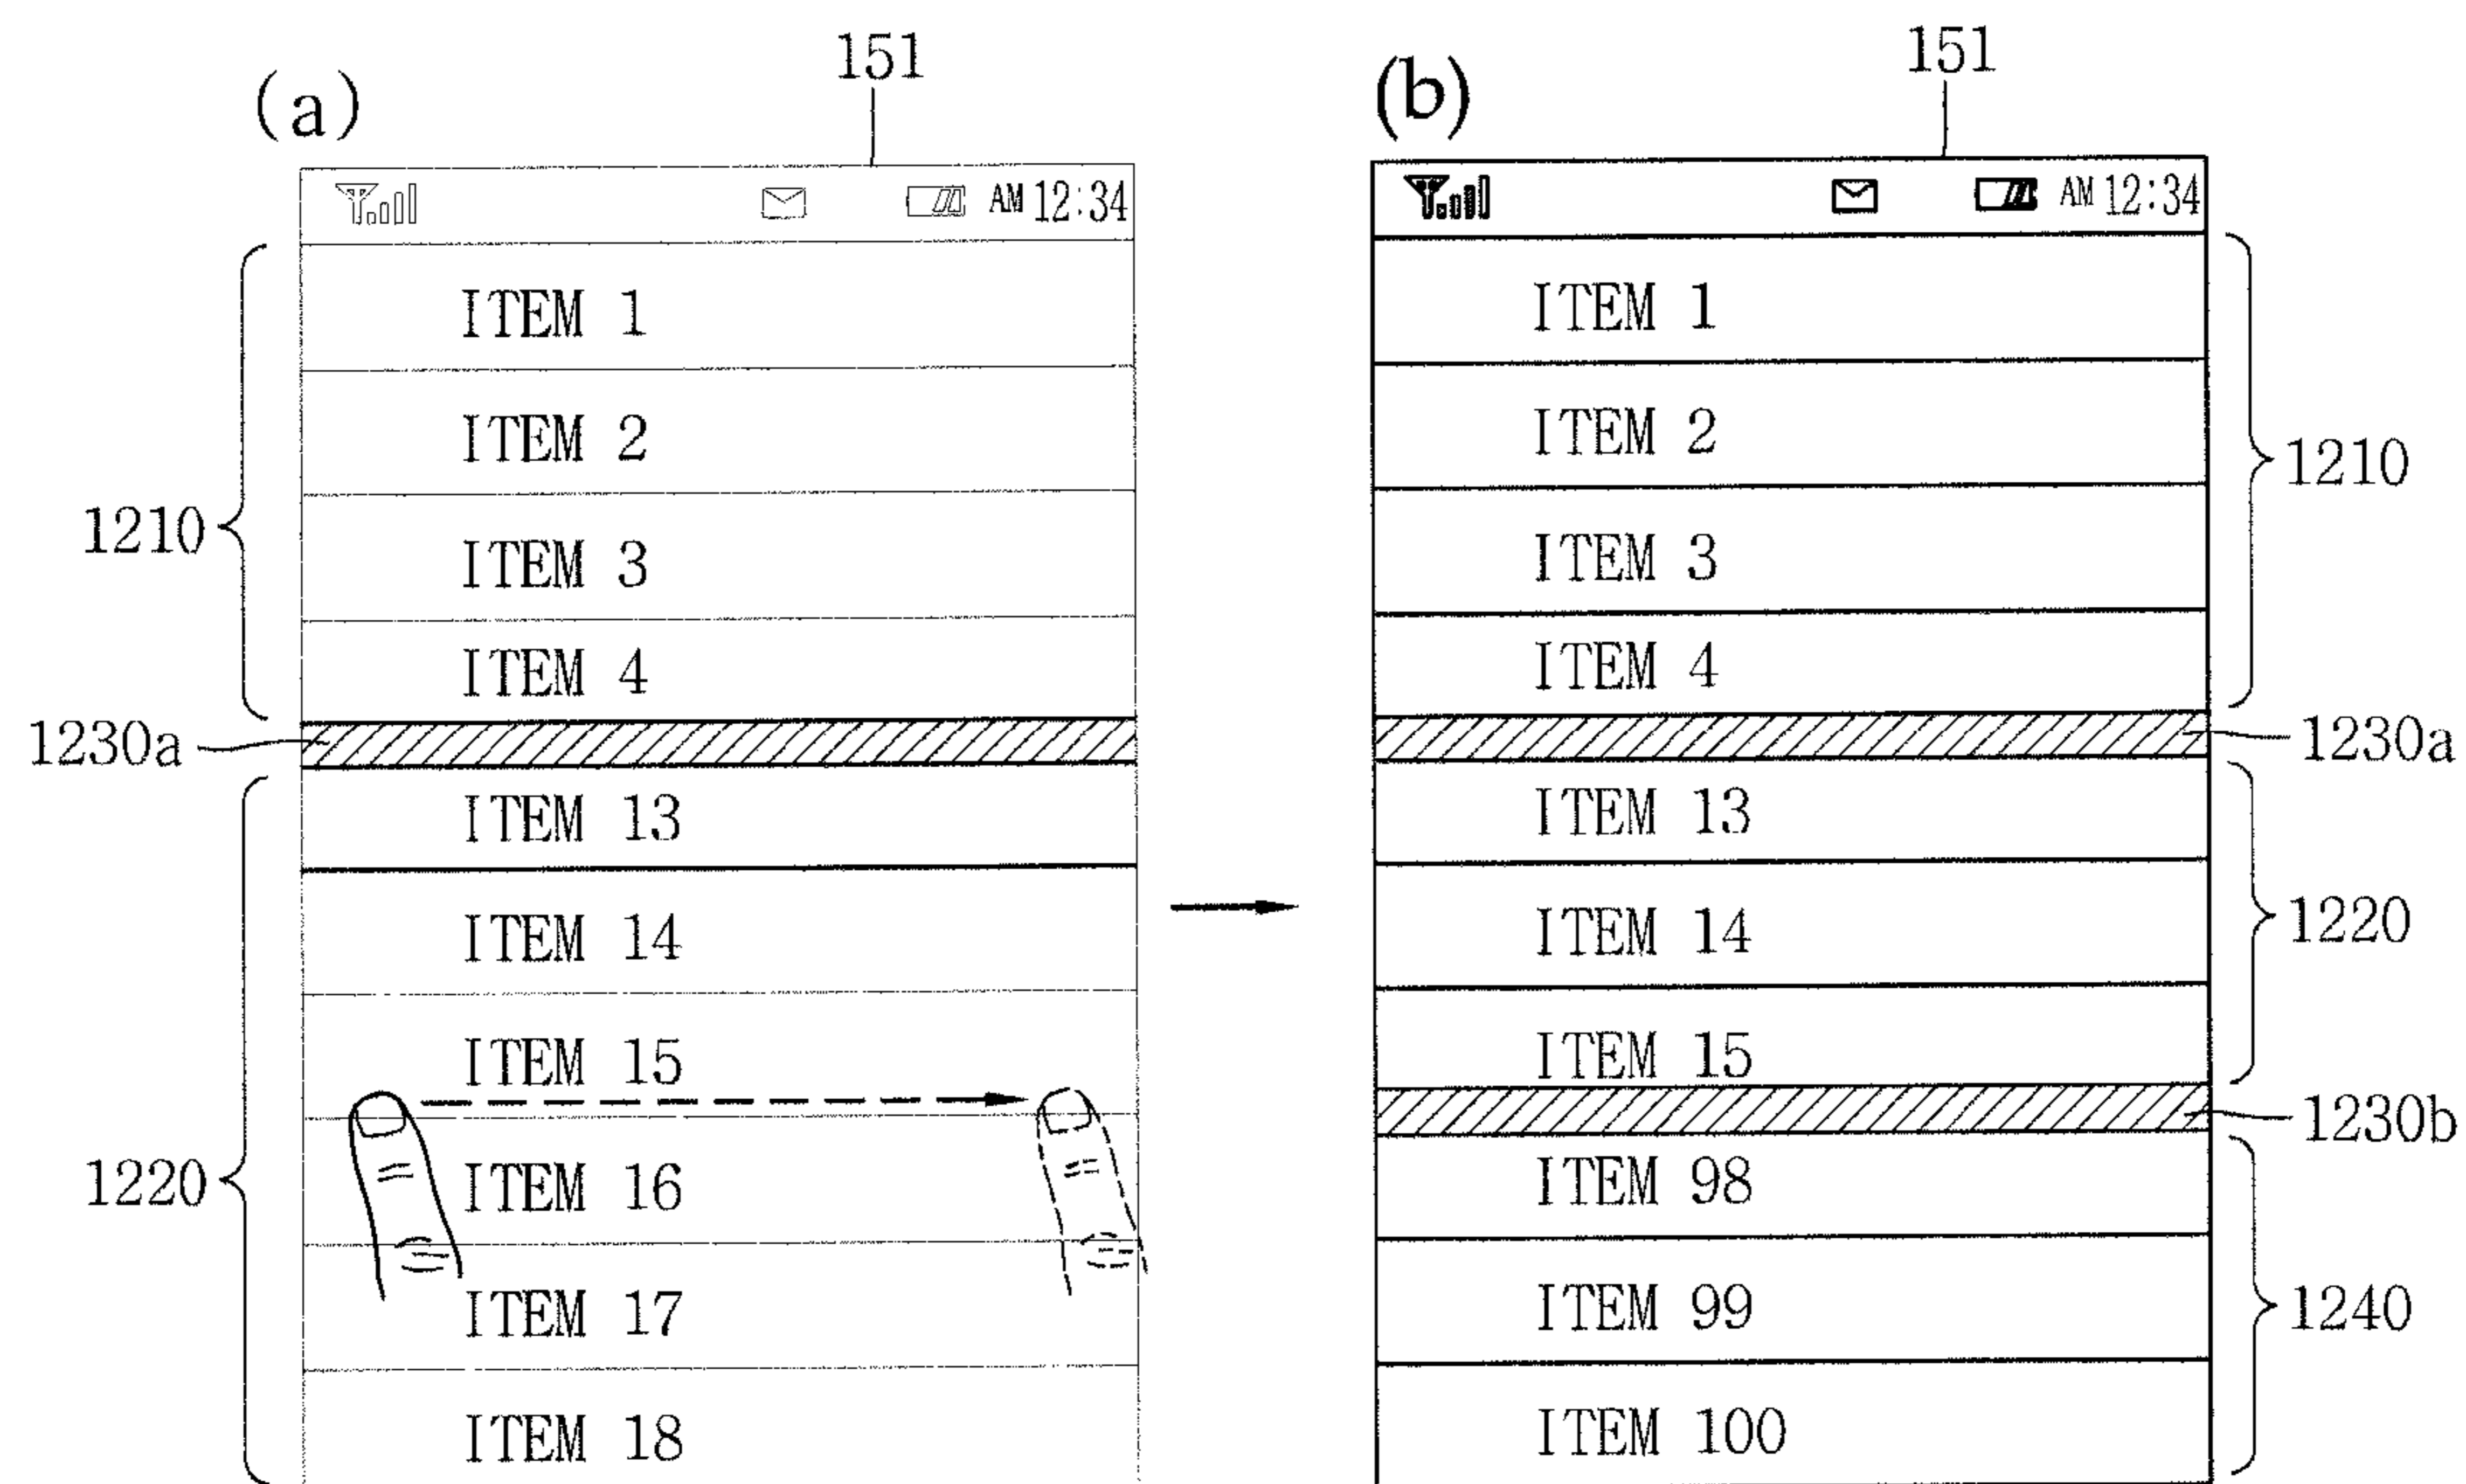 (a)
151
AM 12:34
ITEM 1
ITEM 2
ITEM 3
ITEM 4
1210
1230a
ITEM 13
ITEM 14
ITEM 15
ITEM 16
ITEM 17
ITEM 18
1220
(b)
151
AM 12:34
ITEM 1
ITEM 2
ITEM 3
ITEM 4
1210
1230a
ITEM 13
ITEM 14
ITEM 15
1220
1230b
ITEM 98
ITEM 99
ITEM 100
1240